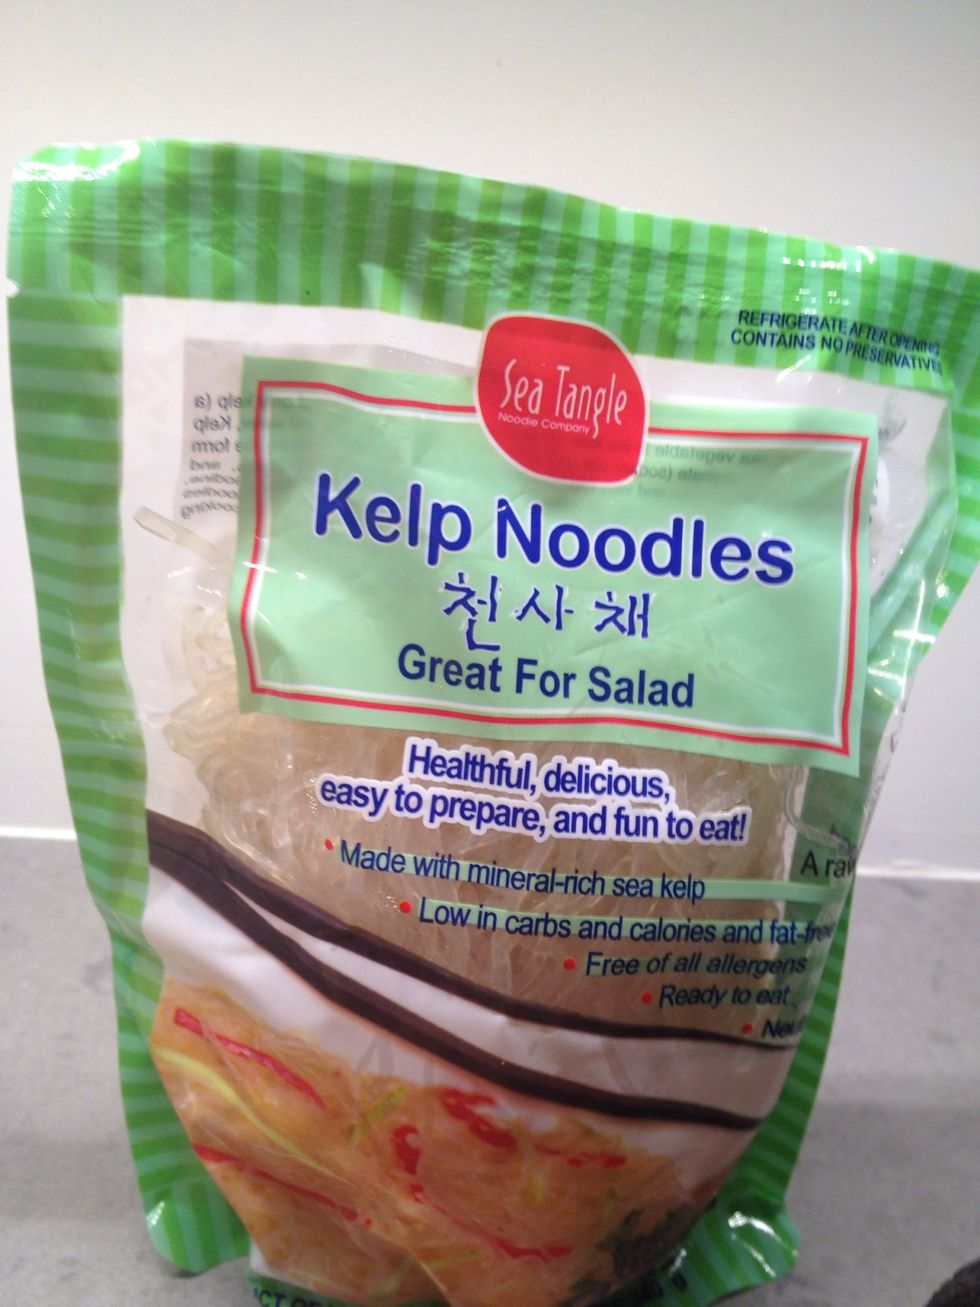 REFRIGERATE AFTER OPENING
CONTAINS NO PRESERVATIVES
Sea Tangle
Noodle Company
Kelp Noodles
천사채
Great For Salad
Healthful, delicious,
easy to prepare, and fun to eat!
• Made with mineral-rich sea kelp
A raw
• Low in carbs and calories and fat-free
• Free of all allergens
• Ready to eat